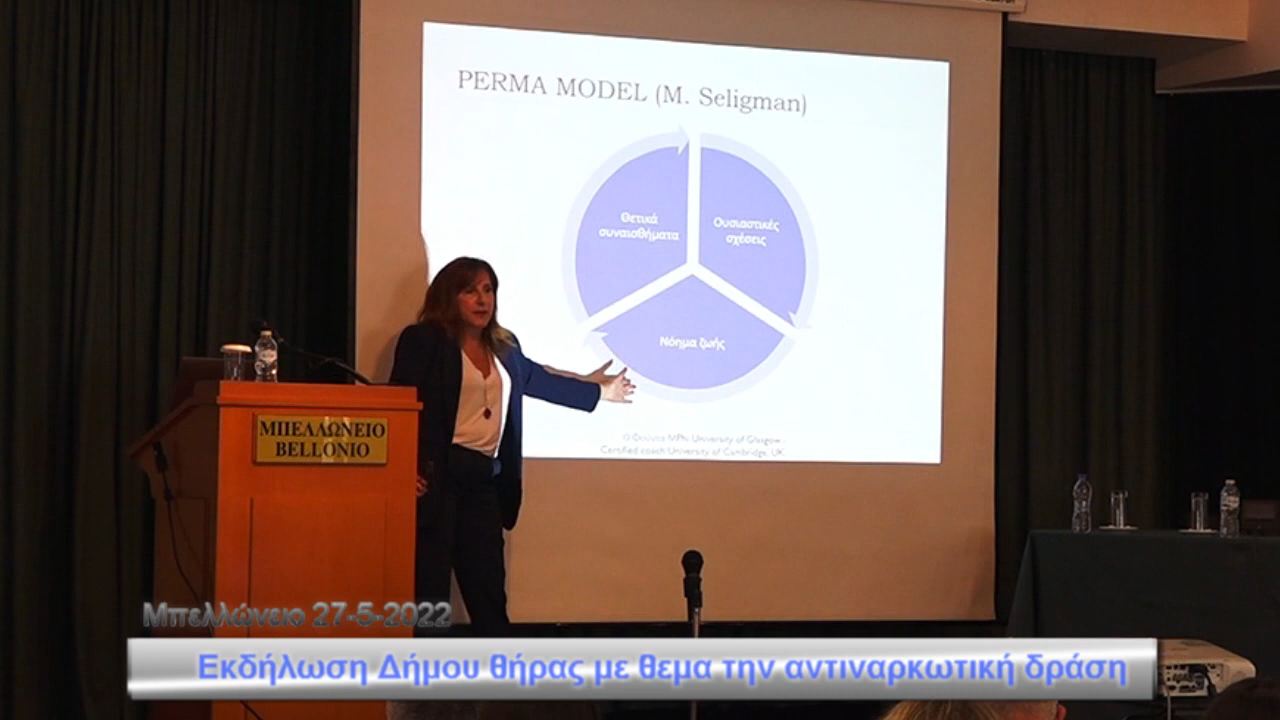 PERMA MODEL (M. Seligman)
Θετικά
συναισθήματα
Ουσιαστικές
σχέσεις
Νόημα ζωής
MPhi University of Glasgow -
Certified coach University of Cambridge, UK
ΜΠΕΛΛΩΝΕΙΟ
BELLONIO
Μπελλώνειο 27-5-2022
Εκδήλωση Δήμου θήρας με θεμα την αντιναρκωτική δράση